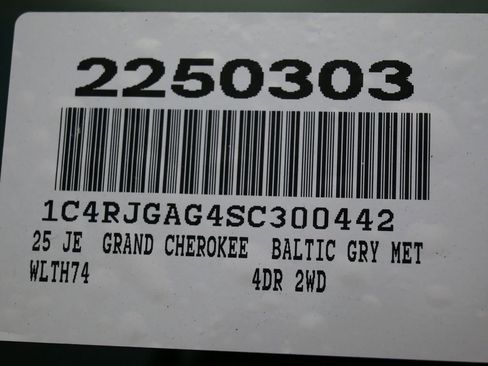 2250303
1C4RJGAG4SC300442
25 JE GRAND CHEROKEE BALTIC GRY MET
WLTH74 4DR 2WD